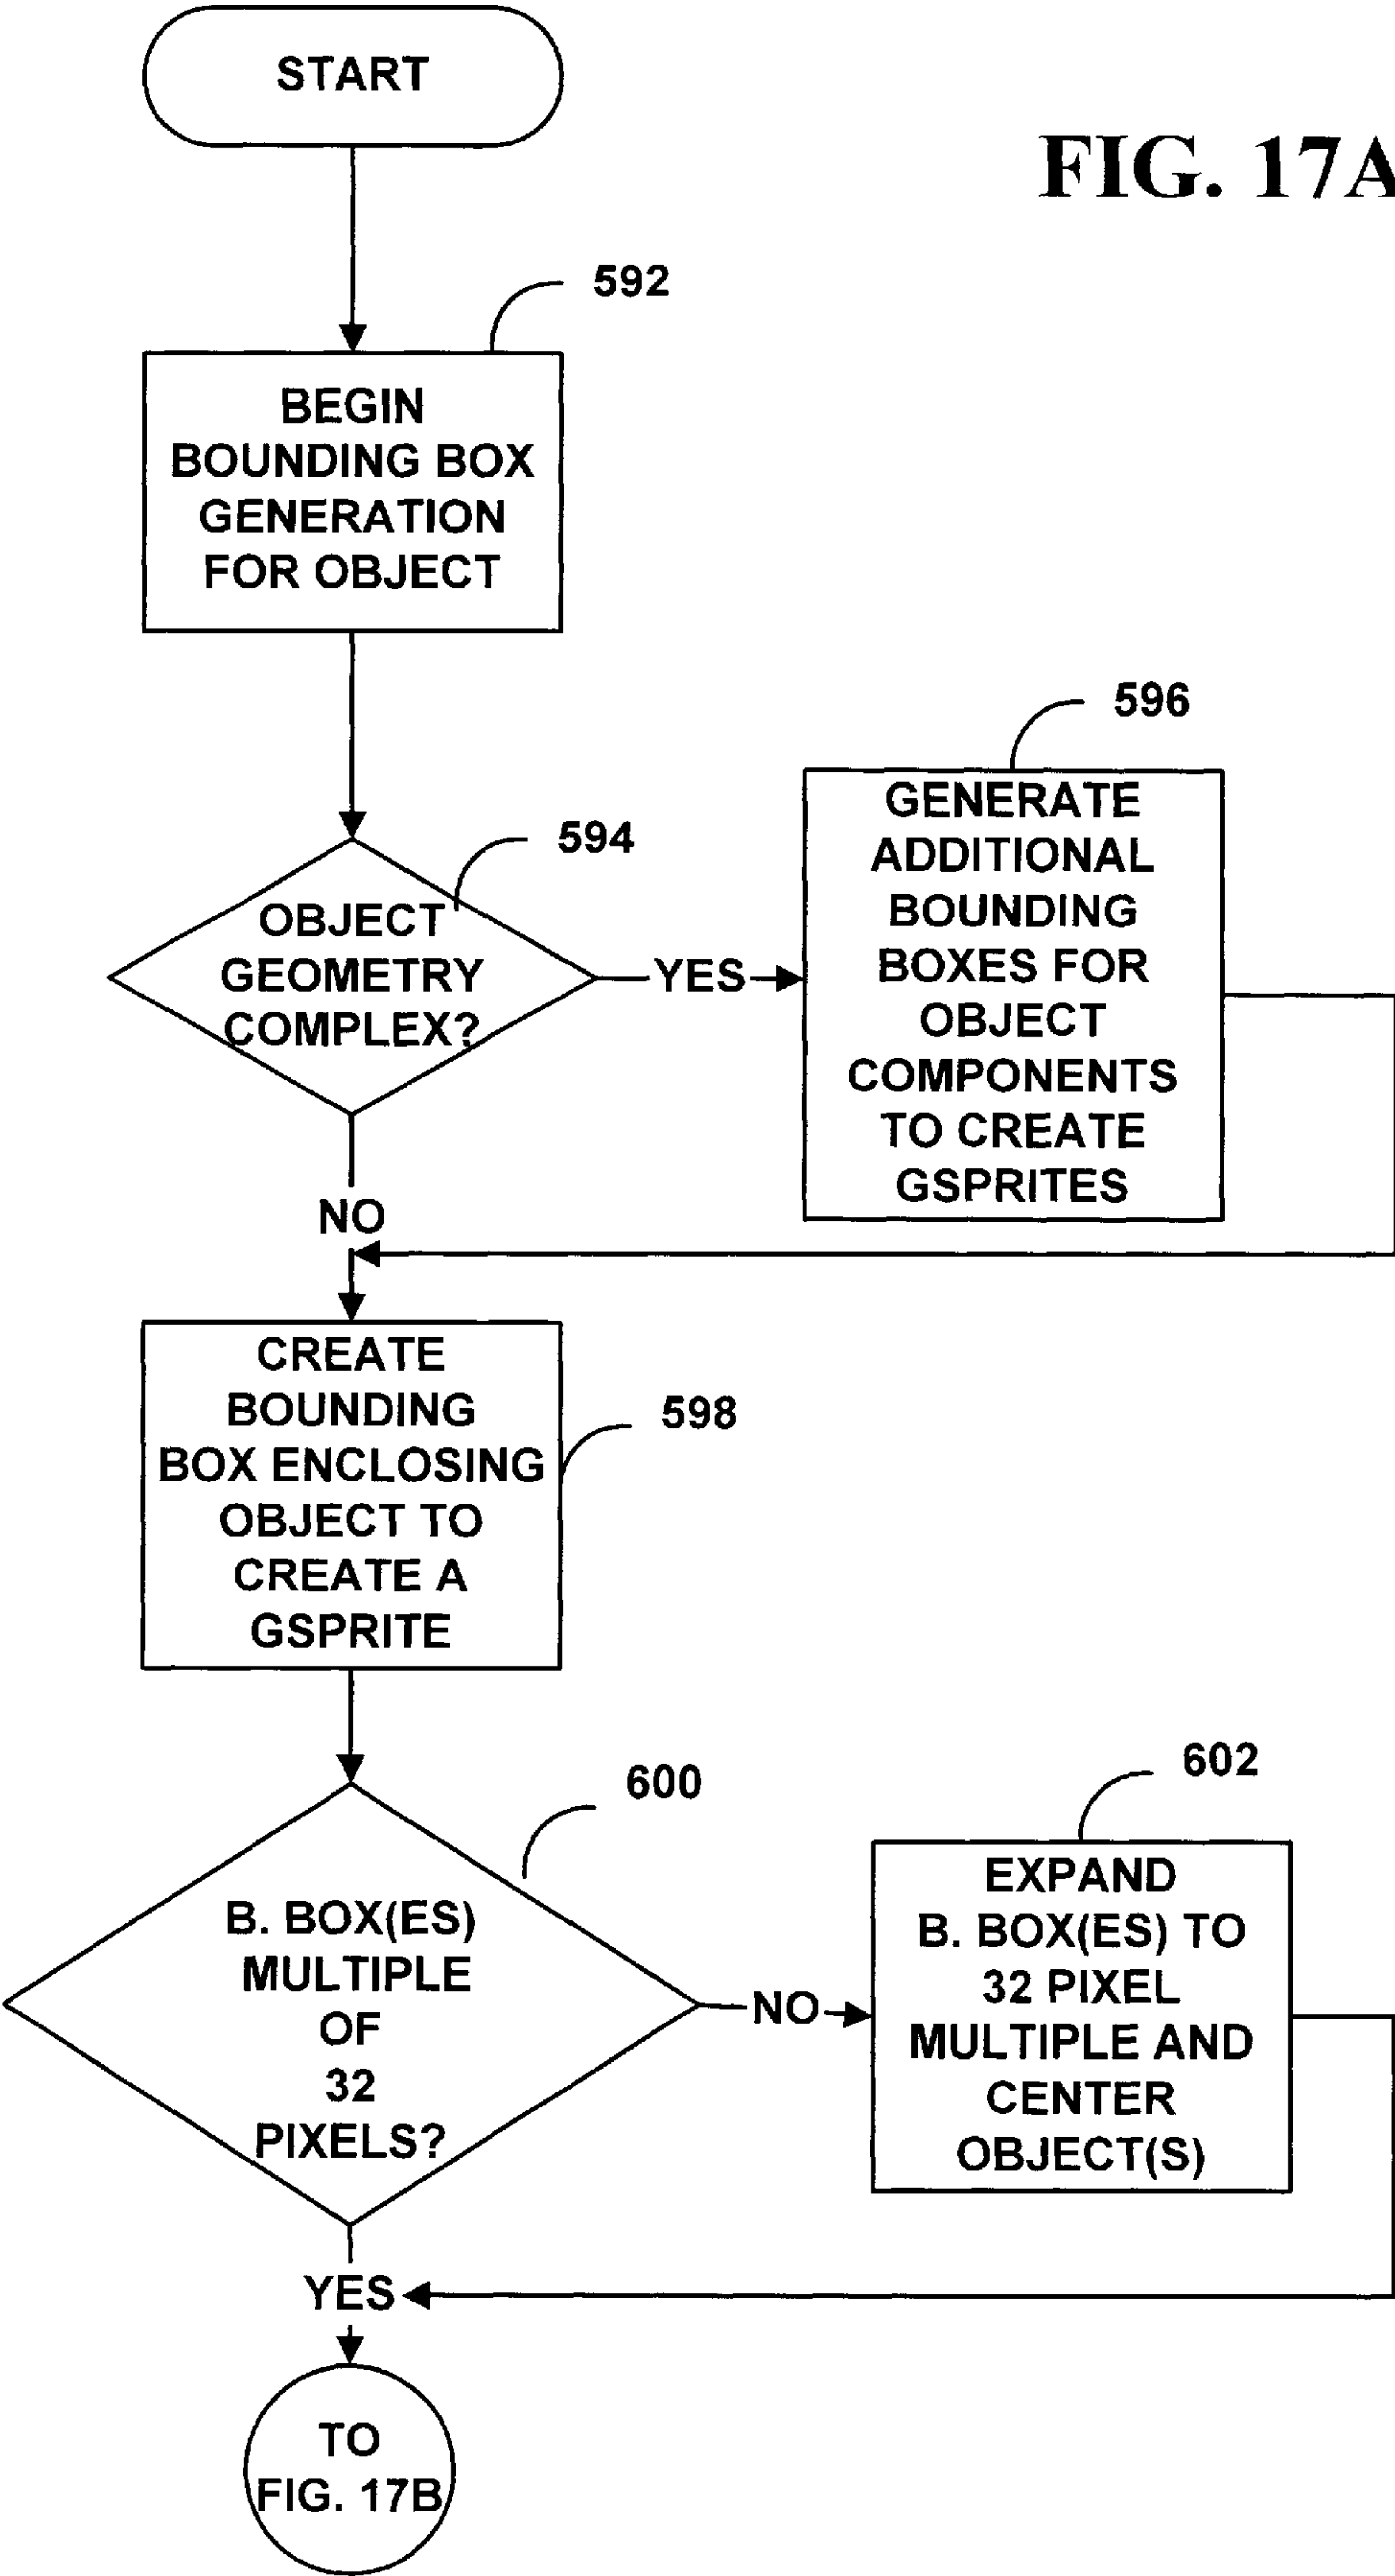 START
FIG. 17A
592
BEGIN
BOUNDING BOX
GENERATION
FOR OBJECT
594
OBJECT
GEOMETRY
COMPLEX?
YES
596
GENERATE
ADDITIONAL
BOUNDING
BOXES FOR
OBJECT
COMPONENTS
TO CREATE
GSPRITES
NO
CREATE
BOUNDING
BOX ENCLOSING
OBJECT TO
CREATE A
GSPRITE
598
600
B. BOX(ES)
MULTIPLE
OF
32
PIXELS?
NO
602
EXPAND
B. BOX(ES) TO
32 PIXEL
MULTIPLE AND
CENTER
OBJECT(S)
YES
TO
FIG. 17B